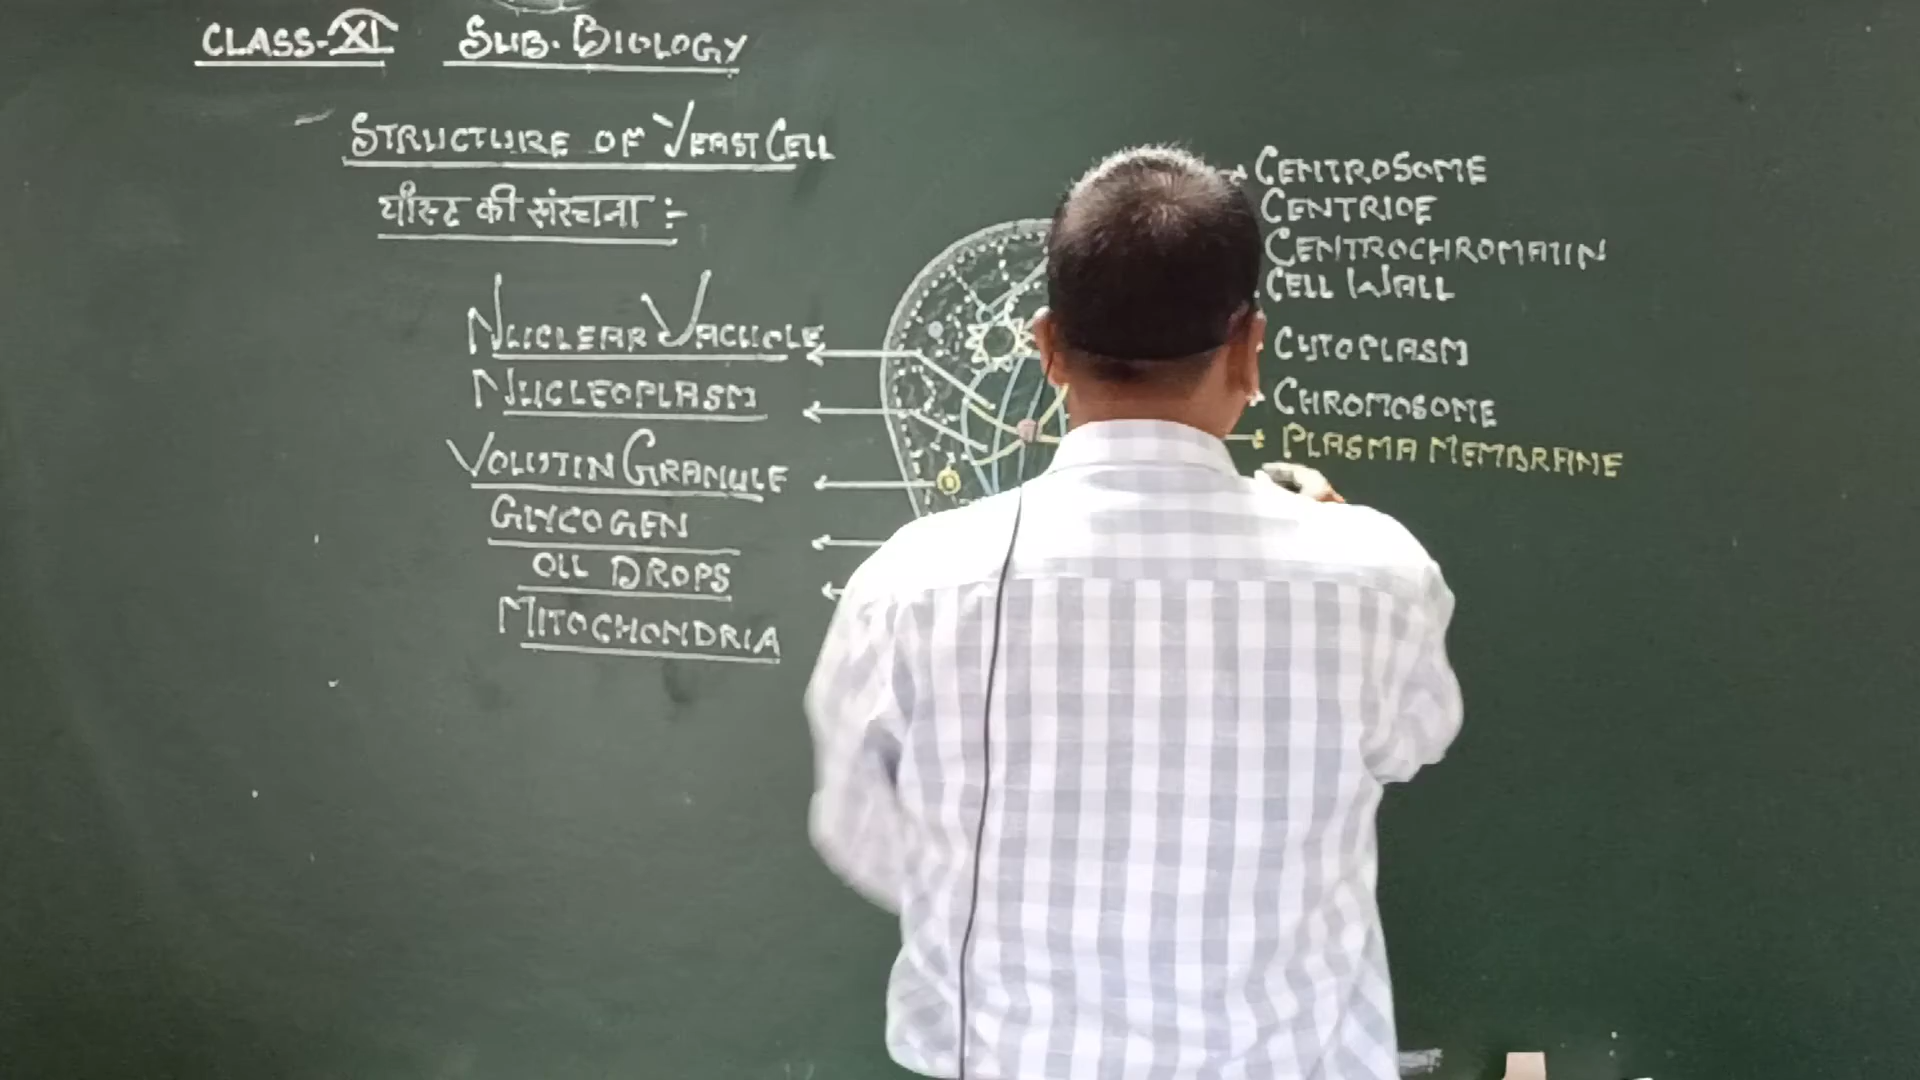 CLASS-XI SUB. BIOLOGY
STRUCTURE OF YEAST CELL
यीस्ट की संरचना :-
NUCLEAR VACUOLE
NUCLEOPLASM
VOLUTIN GRANULE
GLYCOGEN
OIL DROPS
MITOCHONDRIA
CENTROSOME
CENTRIOE
CENTROCHROMATIN
CELL WALL
CYTOPLASM
CHROMOSOME
PLASMA MEMBRANE